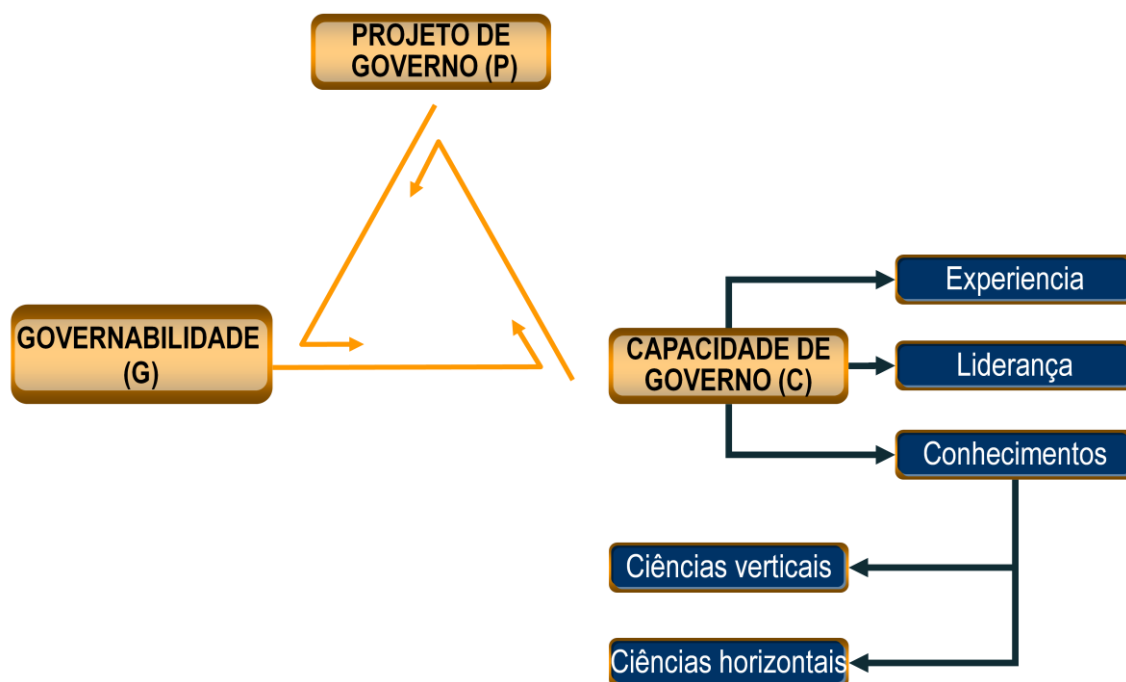 PROJETO DE
GOVERNO (P)
GOVERNABILIDADE
(G)
CAPACIDADE DE
GOVERNO (C)
Experiencia
Liderança
Conhecimentos
Ciências verticais
Ciências horizontais